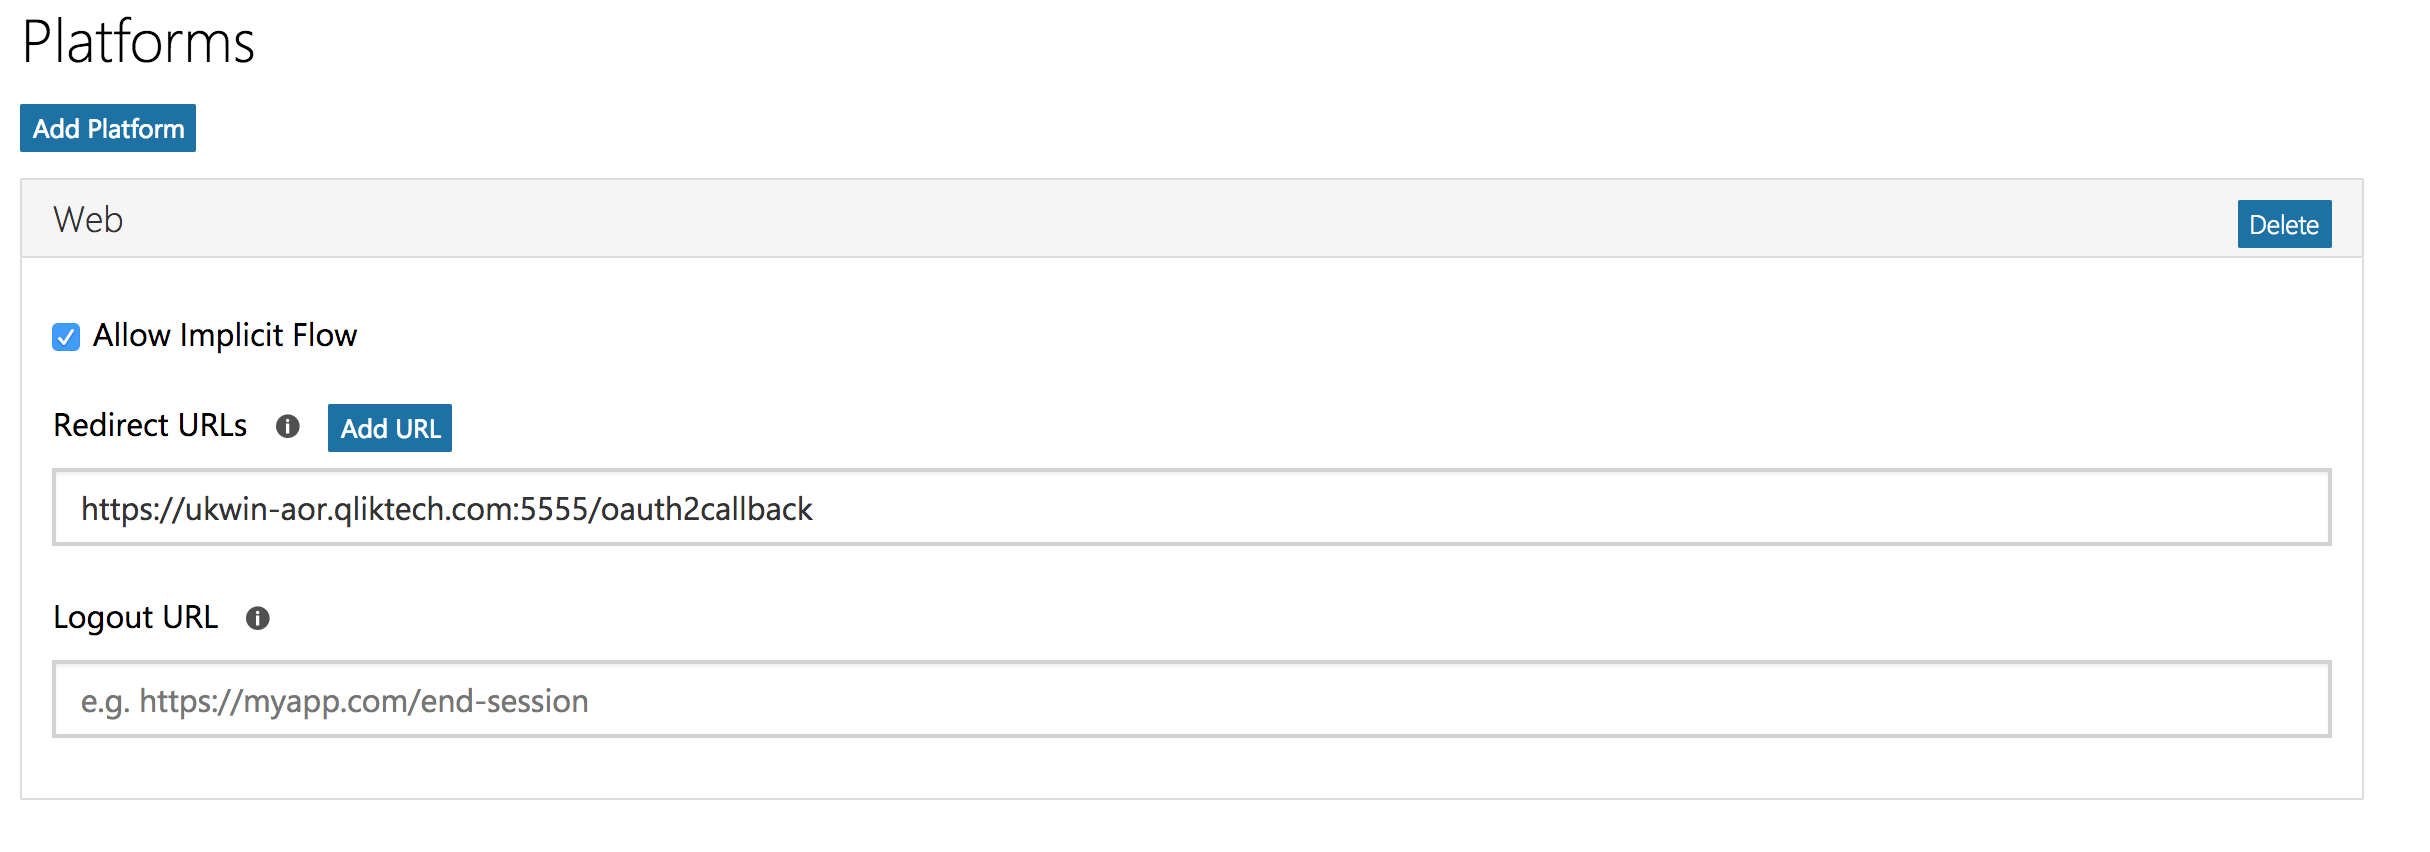 Platforms
Add Platform
Web
Delete
Allow Implicit Flow
Redirect URLs
Add URL
https://ukwin-aor.qliktech.com:5555/oauth2callback
Logout URL
e.g. https://myapp.com/end-session